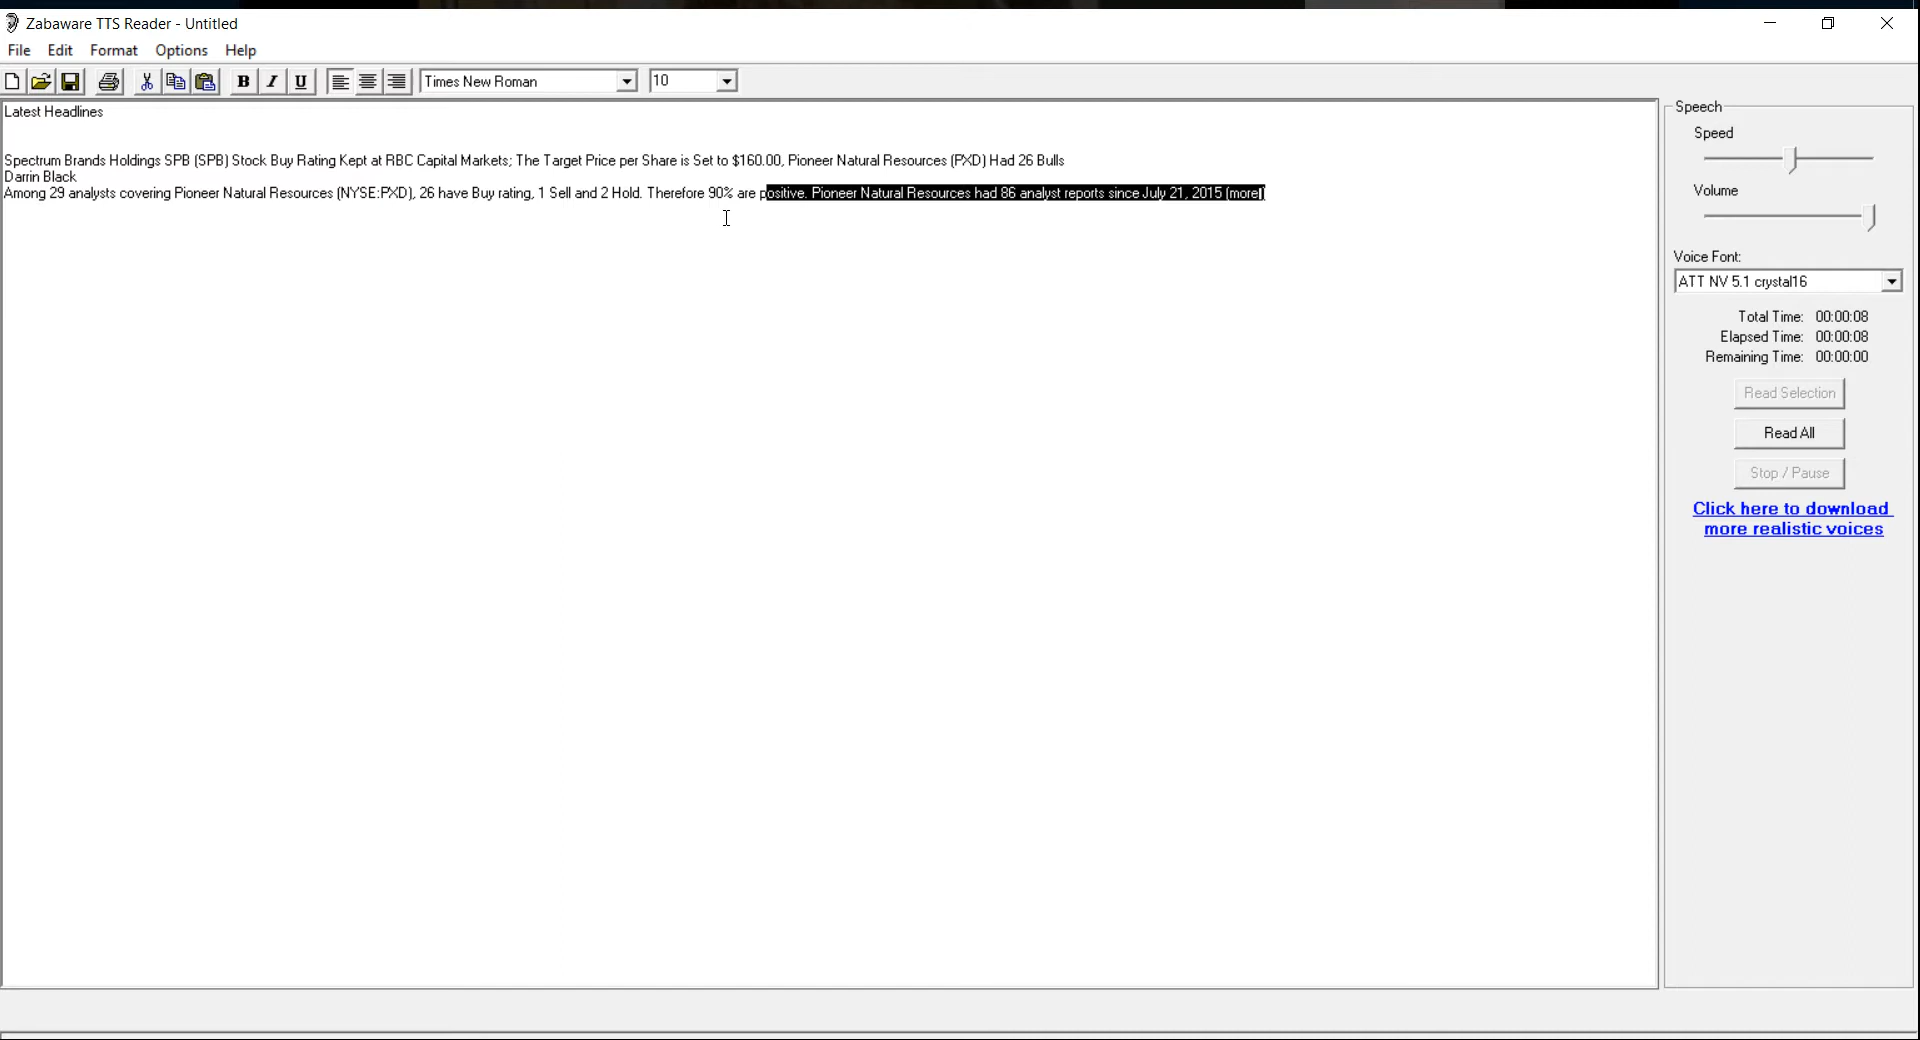 Zabaware TTS Reader - Untitled
File Edit Format Options Help
B I U Times New Roman 10
Latest Headlines
Spectrum Brands Holdings SPB (SPB) Stock Buy Rating Kept at RBC Capital Markets; The Target Price per Share is Set to $160.00, Pioneer Natural Resources (PXD) Had 26 Bulls
Darrin Black
Among 29 analysts covering Pioneer Natural Resources (NYSE:PXD), 26 have Buy rating, 1 Sell and 2 Hold. Therefore 90% are positive. Pioneer Natural Resources had 86 analyst reports since July 21, 2015 [more]
Speech
Speed
Volume
Voice Font:
ATT NV 5.1 crystal16
Total Time: 00:00:08
Elapsed Time: 00:00:08
Remaining Time: 00:00:00
Read Selection
Read All
Stop / Pause
Click here to download
more realistic voices